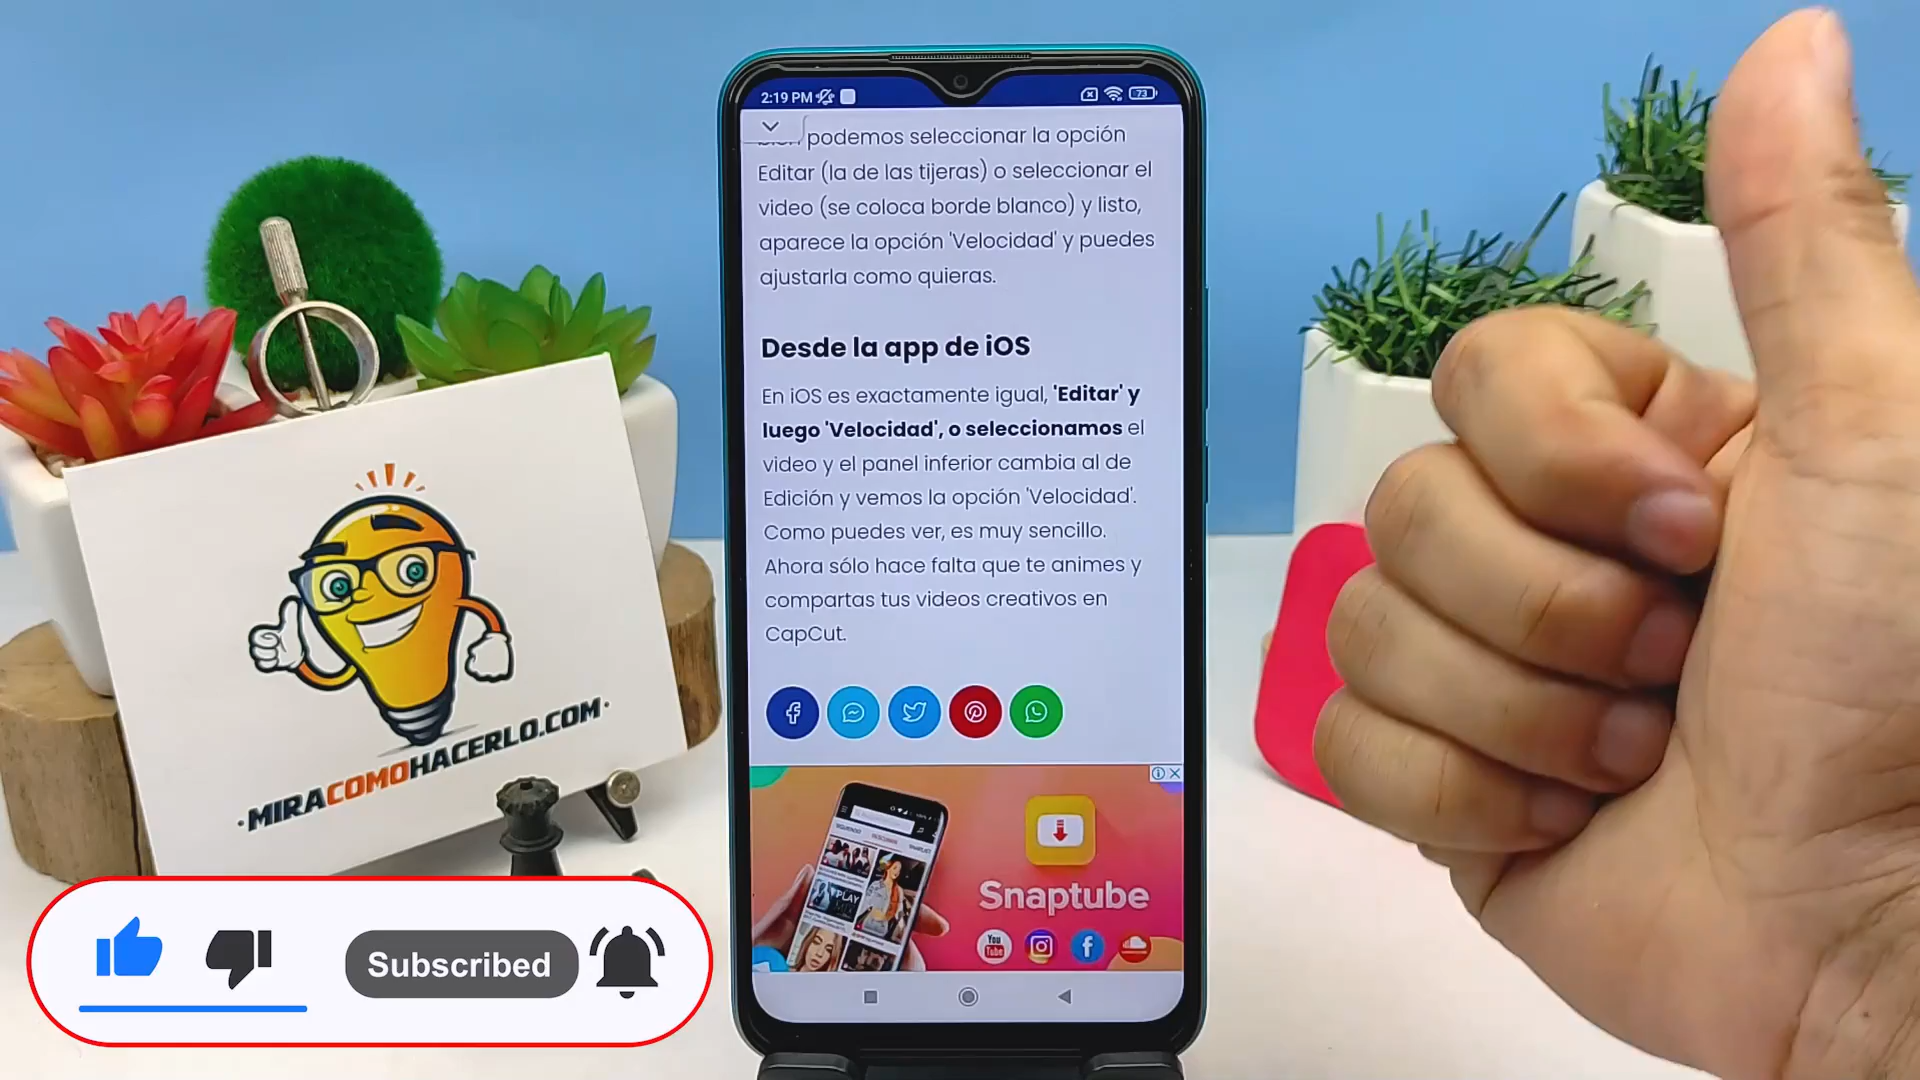 2:19 PM
73
podemos seleccionar la opción
Editar (la de las tijeras) o seleccionar el
video (se coloca borde blanco) y listo,
aparece la opción 'Velocidad' y puedes
ajustarla como quieras.
Desde la app de iOS
En iOS es exactamente igual, 'Editar' y
luego 'Velocidad', o seleccionamos el
video y el panel inferior cambia al de
Edición y vemos la opción 'Velocidad'.
Como puedes ver, es muy sencillo.
Ahora sólo hace falta que te animes y
compartas tus videos creativos en
CapCut.
Snaptube
You
Tube
·MIRACOMOHACERLO.COM·
Subscribed